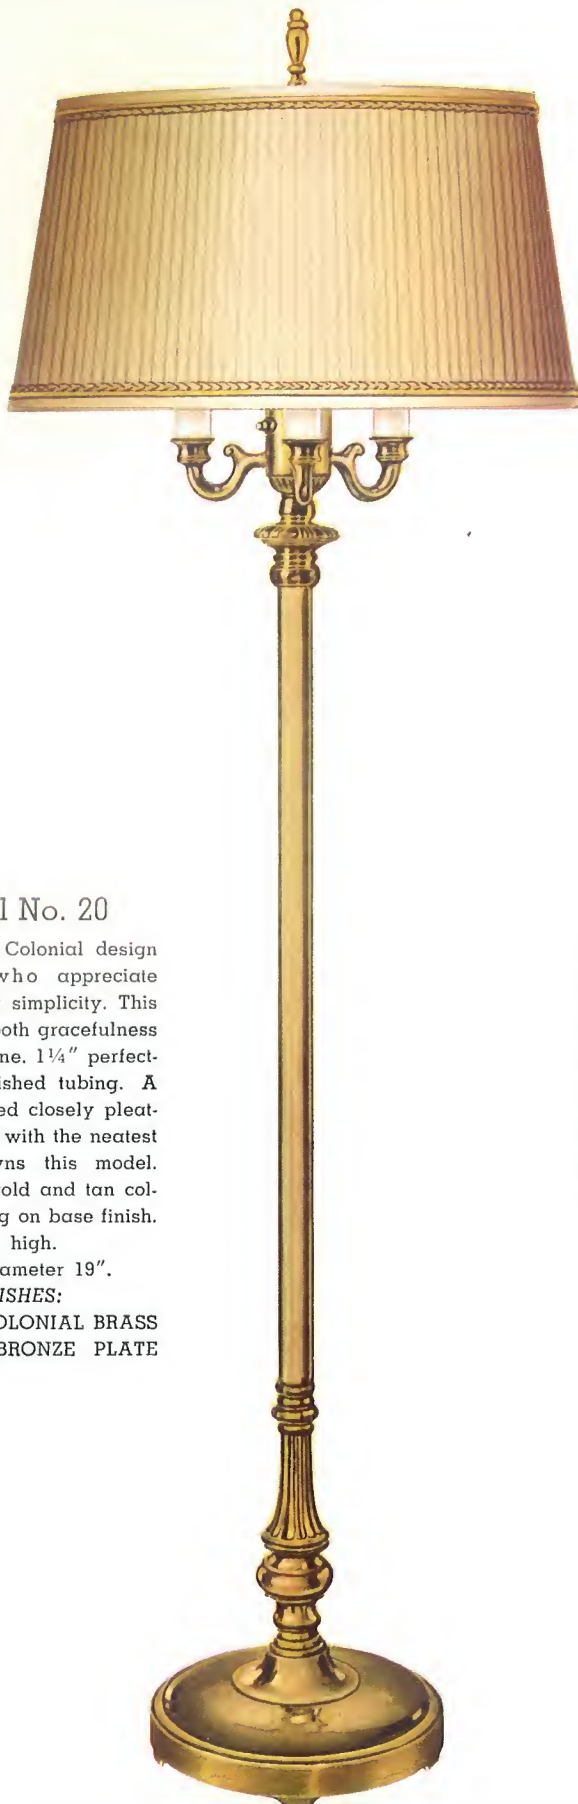 l No. 20
Colonial design
who appreciate
simplicity. This
oth gracefulness
ne. 1¼″ perfect-
ished tubing. A
ed closely pleat-
with the neatest
wns this model.
old and tan col-
g on base finish.
high.
ameter 19″.
ISHES:
OLONIAL BRASS
BRONZE PLATE